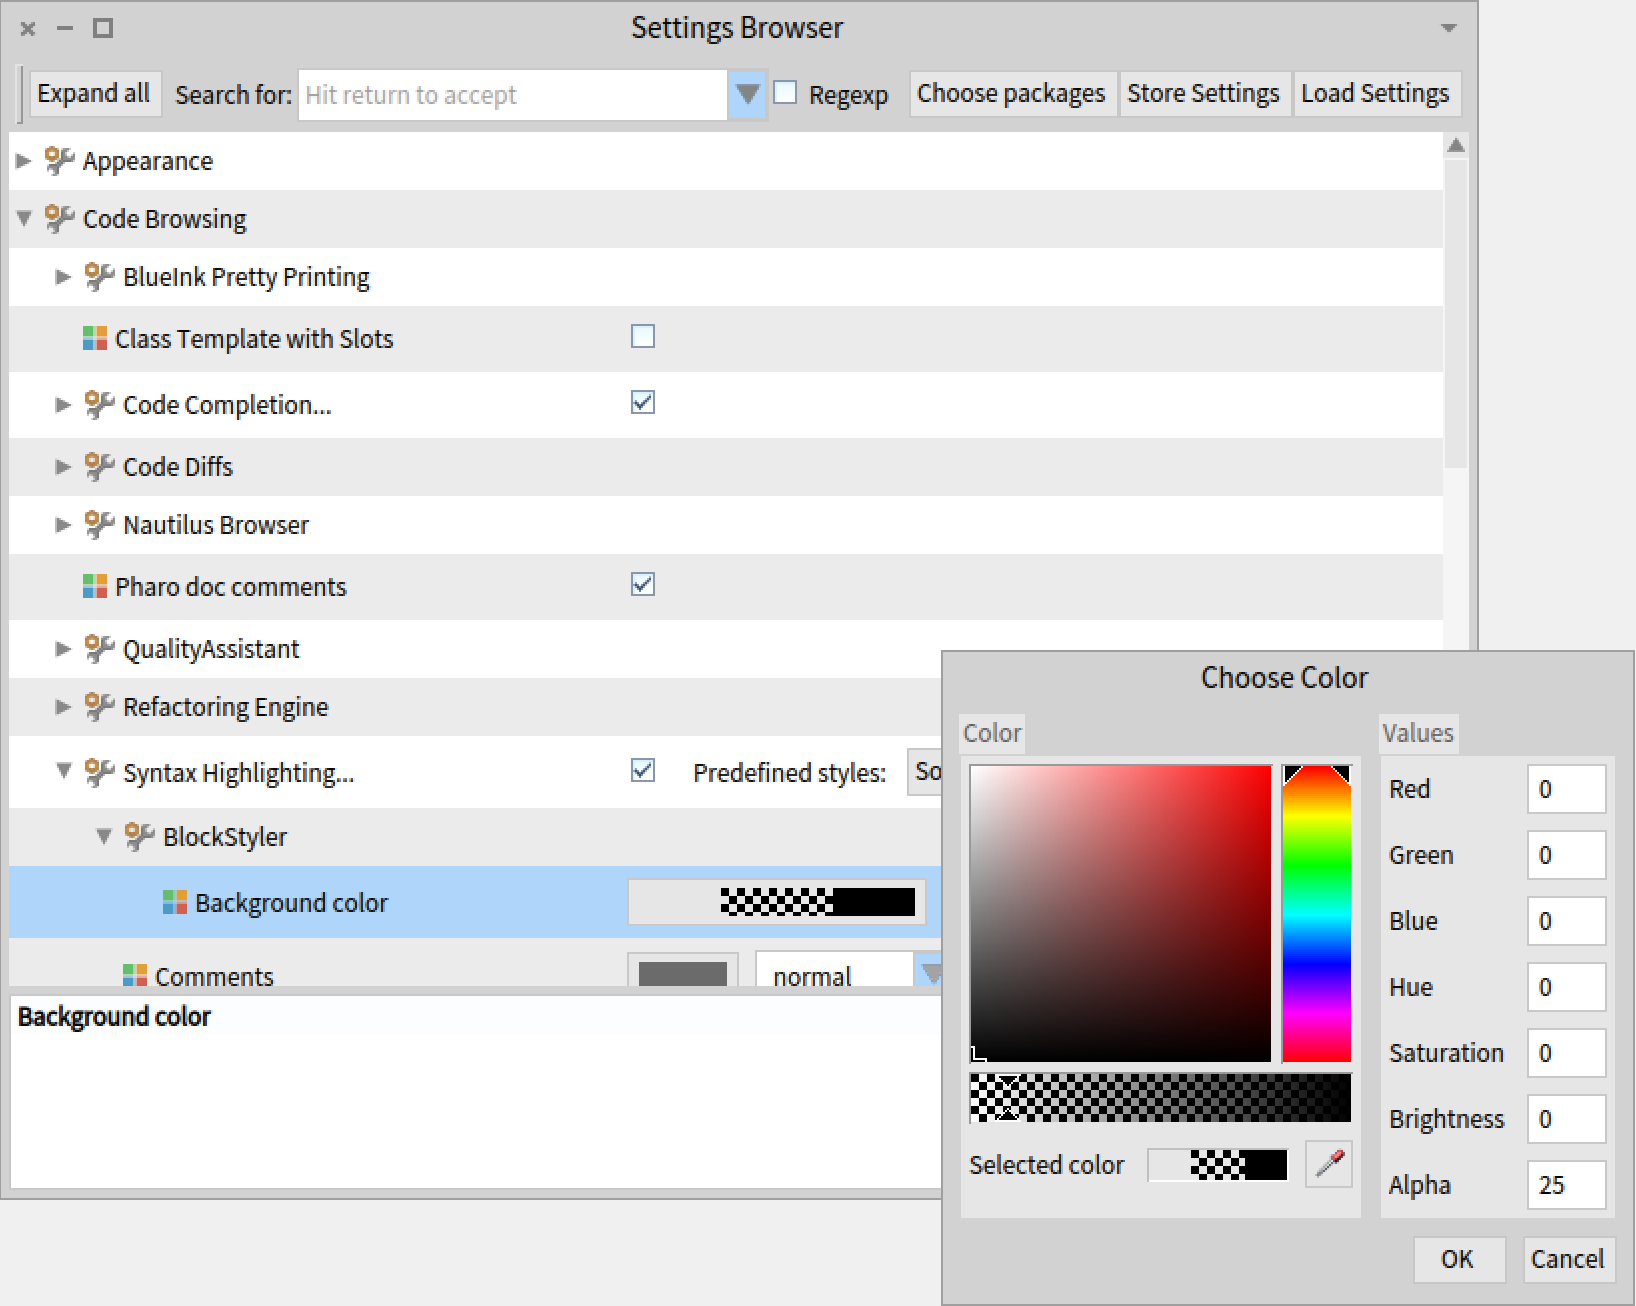 Settings Browser
Expand all Search for: Hit return to accept Regexp Choose packages Store Settings Load Settings
Appearance
Code Browsing
BlueInk Pretty Printing
Class Template with Slots
Code Completion...
Code Diffs
Nautilus Browser
Pharo doc comments
QualityAssistant
Refactoring Engine
Syntax Highlighting... Predefined styles: So
BlockStyler
Background color
Comments normal
Background color
Choose Color
Color Values
Red 0
Green 0
Blue 0
Hue 0
Saturation 0
Brightness 0
Selected color Alpha 25
OK Cancel